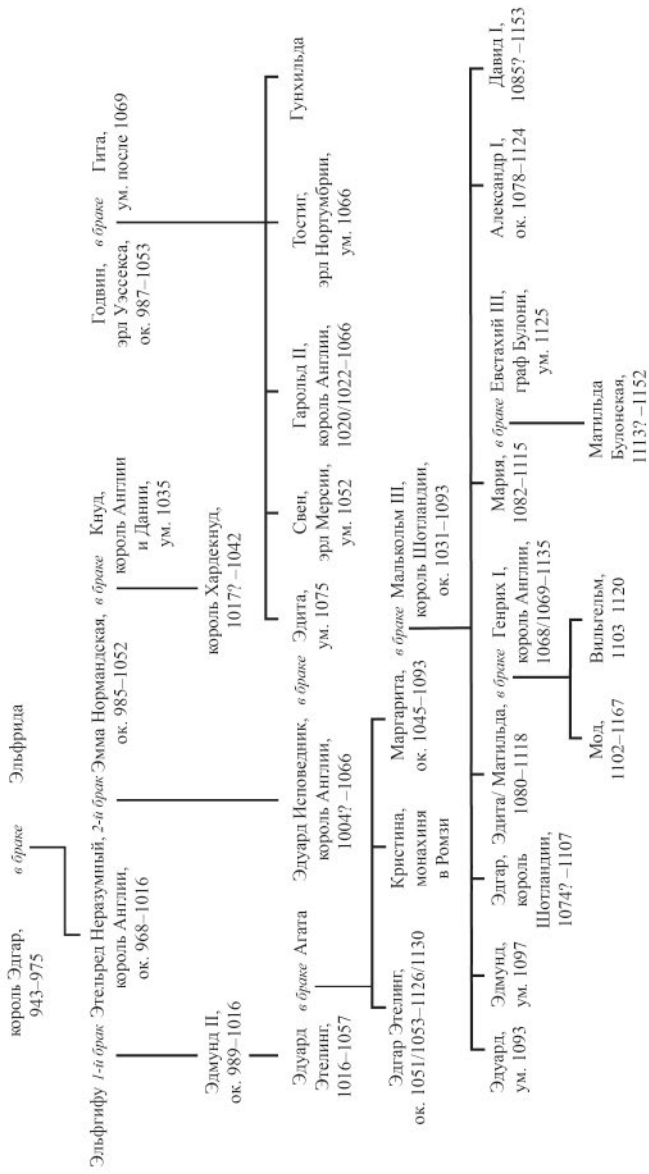 король Эдгар, в браке Эльфрида
943–975
Эльфгифу 1-й брак Этельред Неразумный, 2-й брак Эмма Нормандская, в браке Кнуд,
король Англии,
ок. 968–1016
ок. 985–1052
король Англии
и Дании,
ум. 1035
Годвин, в браке Гита,
эрл Уэссекса,
ок. 987–1053
ум. после 1069
Эдмунд II,
ок. 989–1016
король Хардекнуд,
1017? –1042
Эдуард в браке Агата
Этелинг,
1016–1057
Эдуард Исповедник, в браке Эдита,
король Англии,
1004? –1066
ум. 1075
Свен,
эрл Мерсии,
ум. 1052
Гарольд II,
король Англии,
1020/1022–1066
Тостиг,
эрл Нортумбрии,
ум. 1066
Гунхильда
Эдгар Этелинг,
ок. 1051/1053–1126/1130
Кристина,
монахиня
в Ромзи
Маргарита, в браке Малькольм III,
ок. 1045–1093
король Шотландии,
ок. 1031–1093
Эдуард,
ум. 1093
Эдмунд,
ум. 1097
Эдгар,
король
Шотландии,
1074? –1107
Эдита/ Матильда, в браке Генрих I,
1080–1118
король Англии,
1068/1069–1135
Мария, в браке Евстахий III,
1082–1115
граф Булони,
ум. 1125
Александр I,
ок. 1078–1124
Давид I,
1085? –1153
Мод,
1102–1167
Вильгельм,
1103 1120
Матильда
Булонская,
1113? –1152